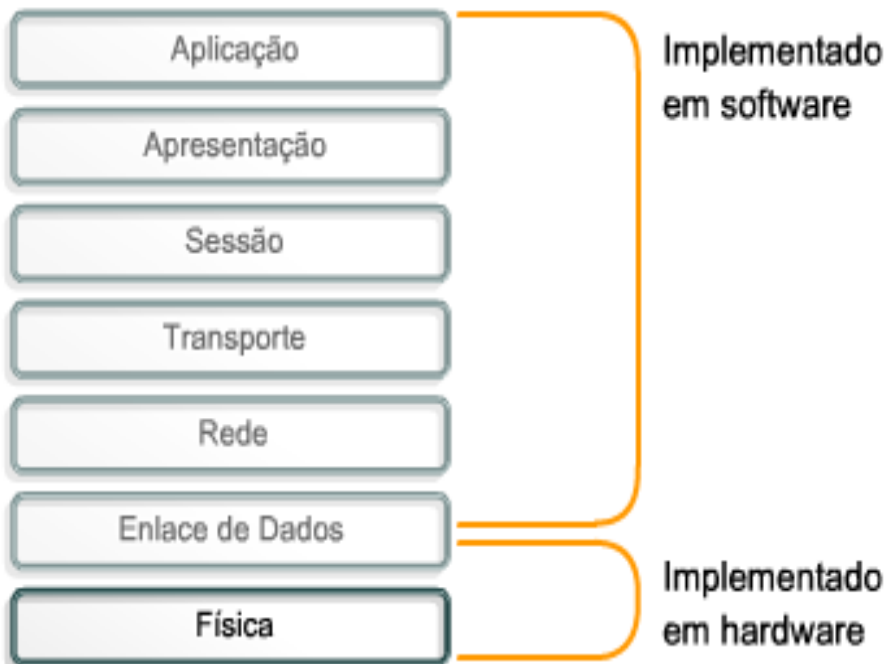 Aplicação
Implementado
em software
Apresentação
Sessão
Transporte
Rede
Enlace de Dados
Física
Implementado
em hardware